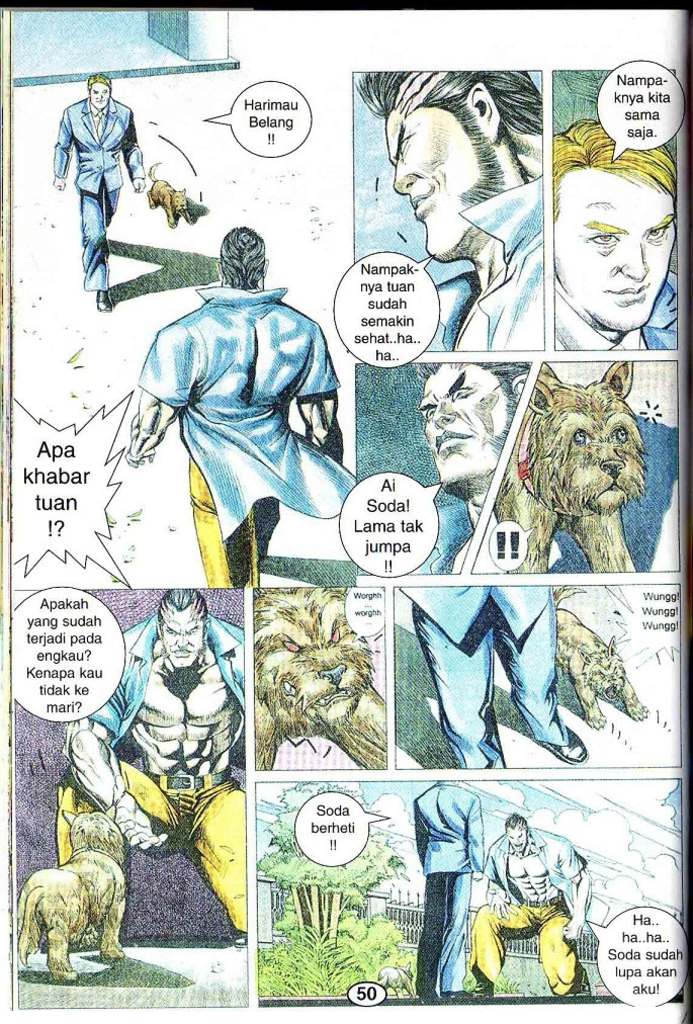 Harimau
Belang
!!
Apa
khabar
tuan
!?
Nampak-
nya tuan
sudah
semakin
sehat..ha..
ha..
Nampa-
knya kita
sama
saja.
Ai
Soda!
Lama tak
jumpa
!!
!!
Apakah
yang sudah
terjadi pada
engkau?
Kenapa kau
tidak ke
mari?
Worghh
...
worghh
Wungg!
Wungg!
Wungg!
Soda
berheti
!!
Ha..
ha..ha..
Soda sudah
lupa akan
aku!
50